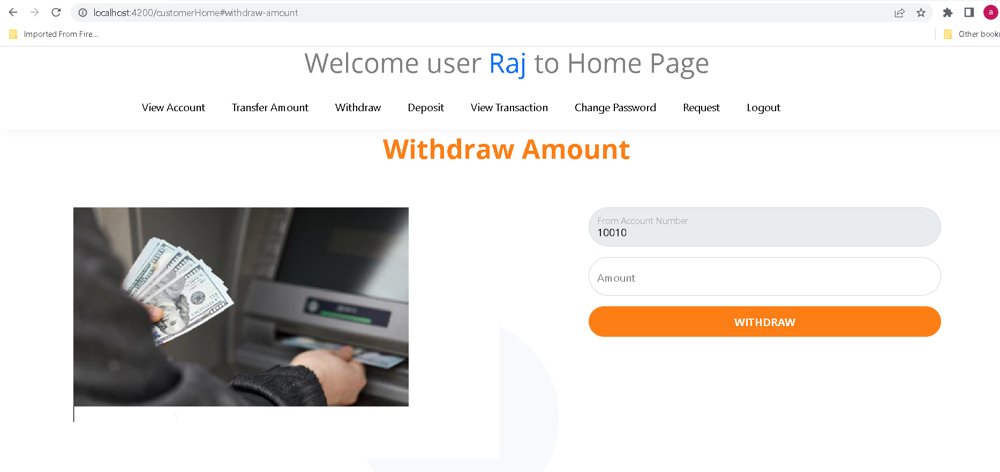 localhost:4200/customerHome#withdraw-amount
a
Imported From Fire...
Other book
Welcome user Raj to Home Page
View Account Transfer Amount Withdraw Deposit View Transaction Change Password Request Logout
Withdraw Amount
From Account Number
10010
Amount
WITHDRAW